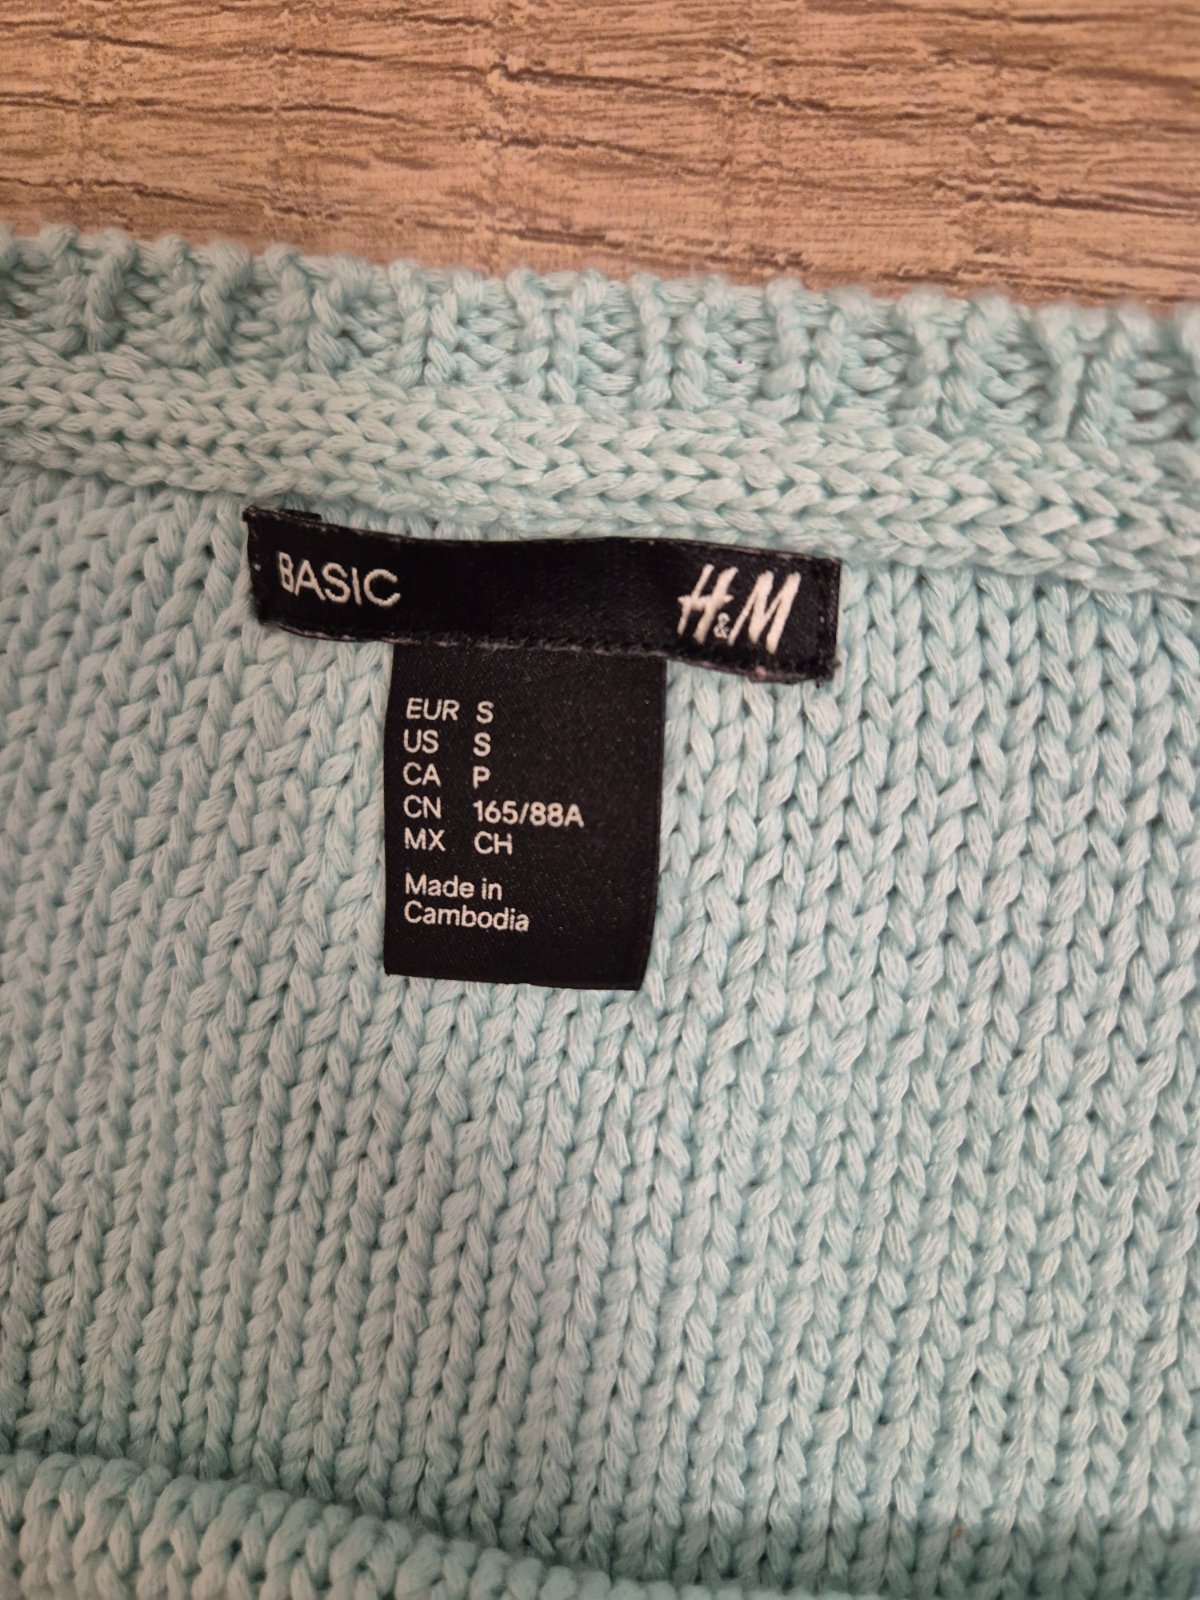 BASIC H&M
EUR S
US S
CA P
CN 165/88A
MX CH
Made in
Cambodia